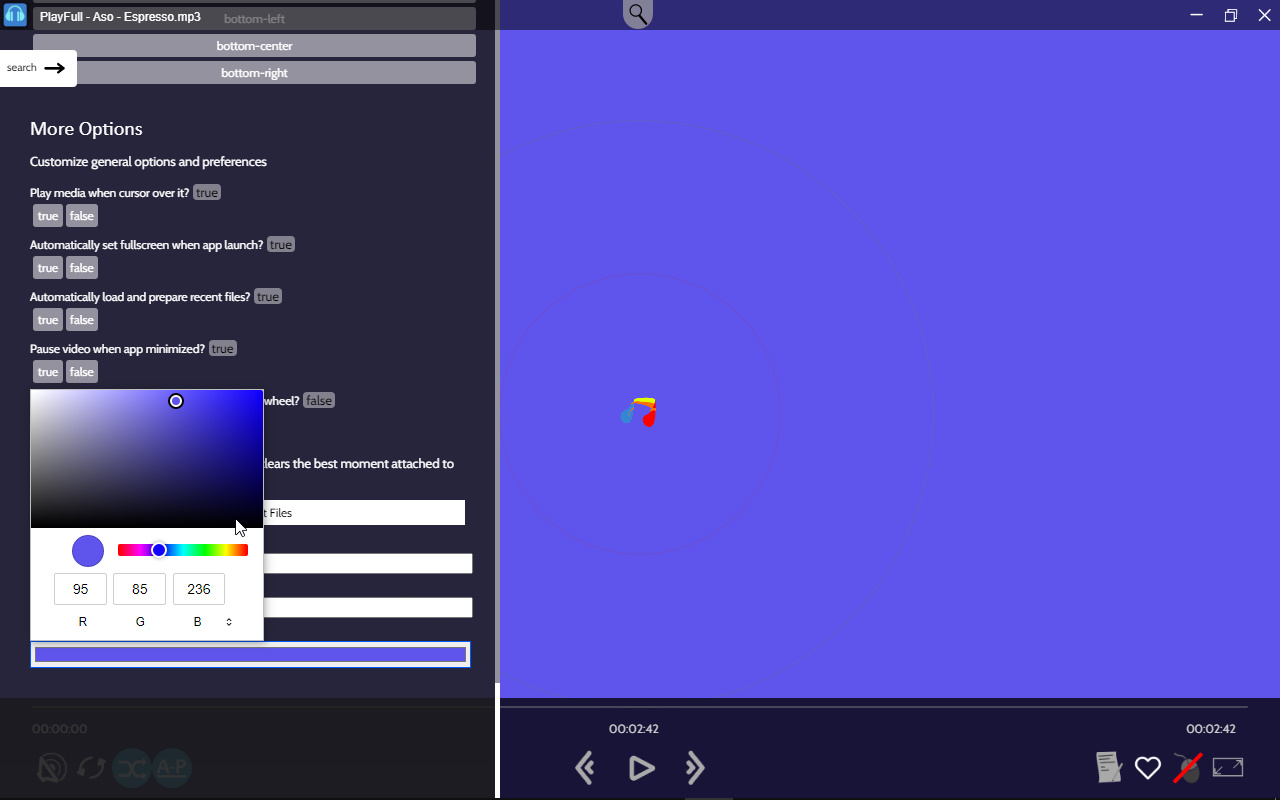 PlayFull - Aso - Espresso.mp3
bottom-left
bottom-center
bottom-right
search
More Options
Customize general options and preferences
Play media when cursor over it? true
true false
Automatically set fullscreen when app launch? true
true false
Automatically load and prepare recent files? true
true false
Pause video when app minimized? true
true false
wheel? false
lears the best moment attached to
t Files
95 85 236
R G B
00:00:00
00:02:42
00:02:42
A-P